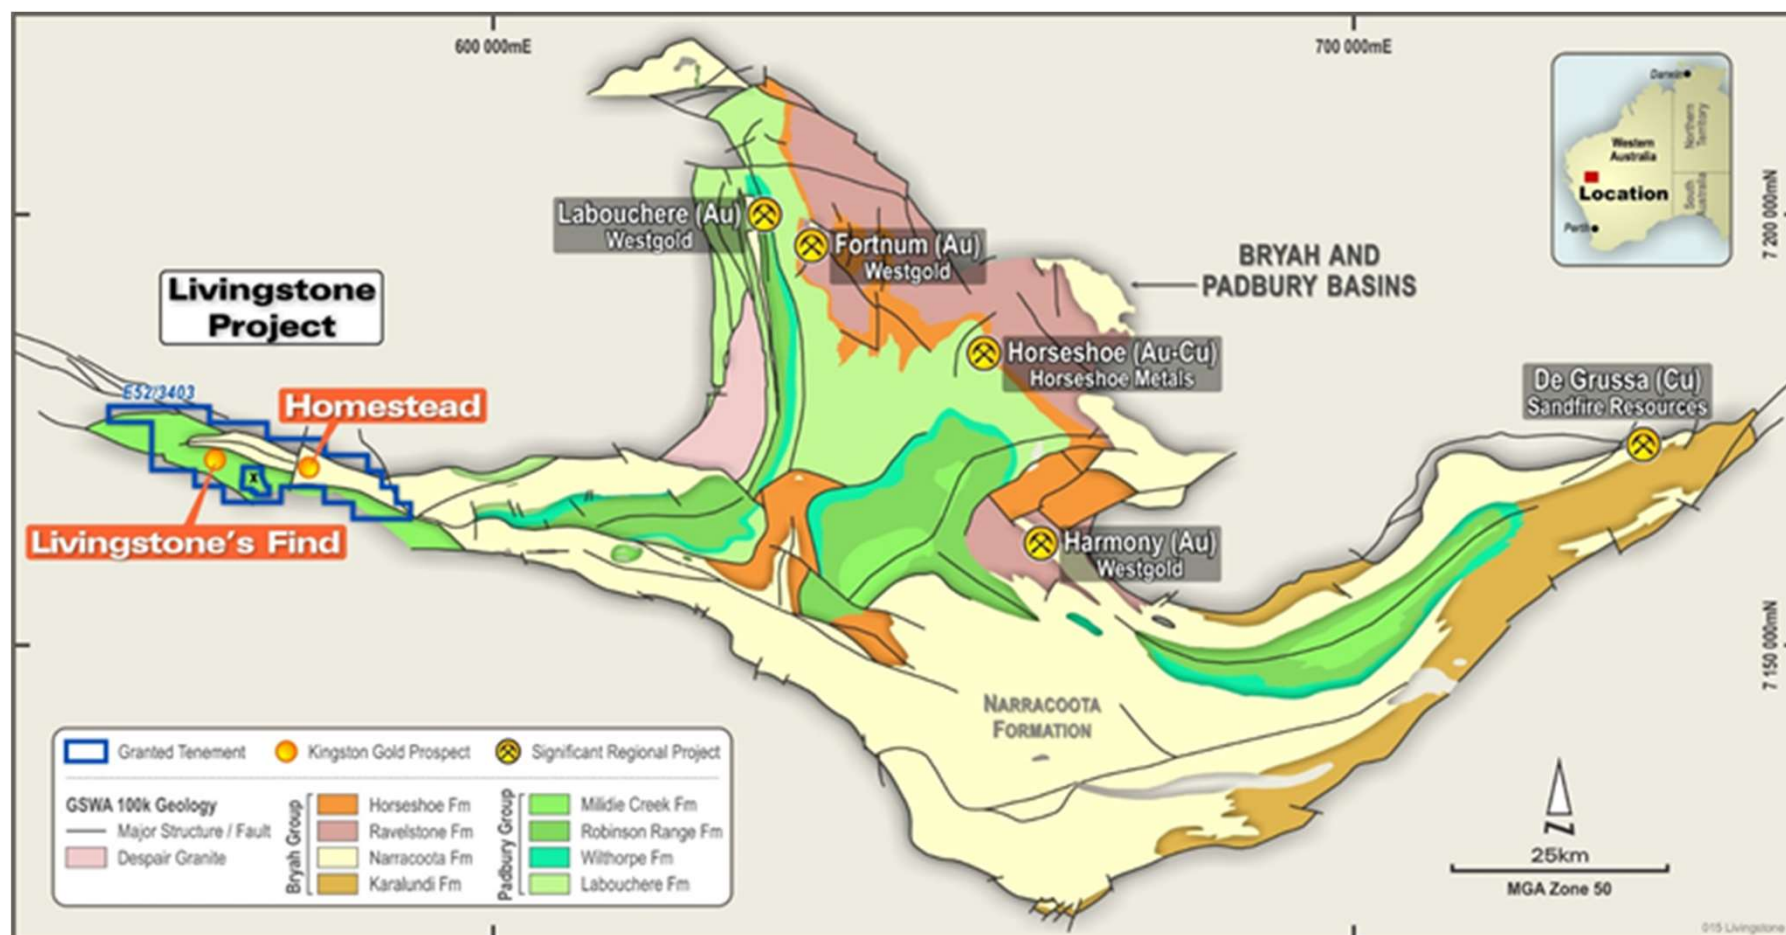 600 000mE
700 000mE
Darwin
Northern
Territory
Western
Australia
Location
South
Australia
Perth
7 200 000mN
Labouchere (Au)
Westgold
Fortnum (Au)
Westgold
BRYAH AND
PADBURY BASINS
Livingstone
Project
Horseshoe (Au-Cu)
Horseshoe Metals
De Grussa (Cu)
Sandfire Resources
E52/3403
Homestead
x
Livingstone's Find
Harmony (Au)
Westgold
7 150 000mN
NARRACOOTA
FORMATION
Granted Tenement
Kingston Gold Prospect
Significant Regional Project
GSWA 100k Geology
Major Structure / Fault
Despair Granite
Bryah Group
Horseshoe Fm
Ravelstone Fm
Narracoota Fm
Karalundi Fm
Padbury Group
Millidie Creek Fm
Robinson Range Fm
Wilthorpe Fm
Labouchere Fm
N
25km
MGA Zone 50
015 Livingstone